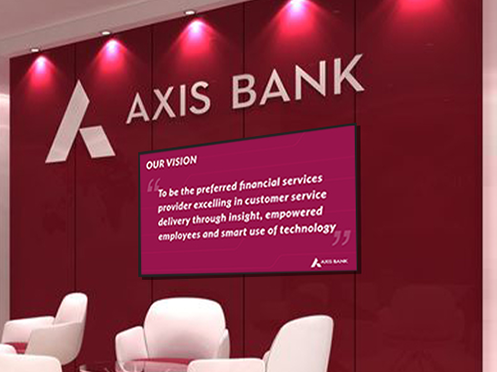 AXIS BANK
OUR VISION
“To be the preferred financial services
provider excelling in customer service
delivery through insight, empowered
employees and smart use of technology”
AXIS BANK